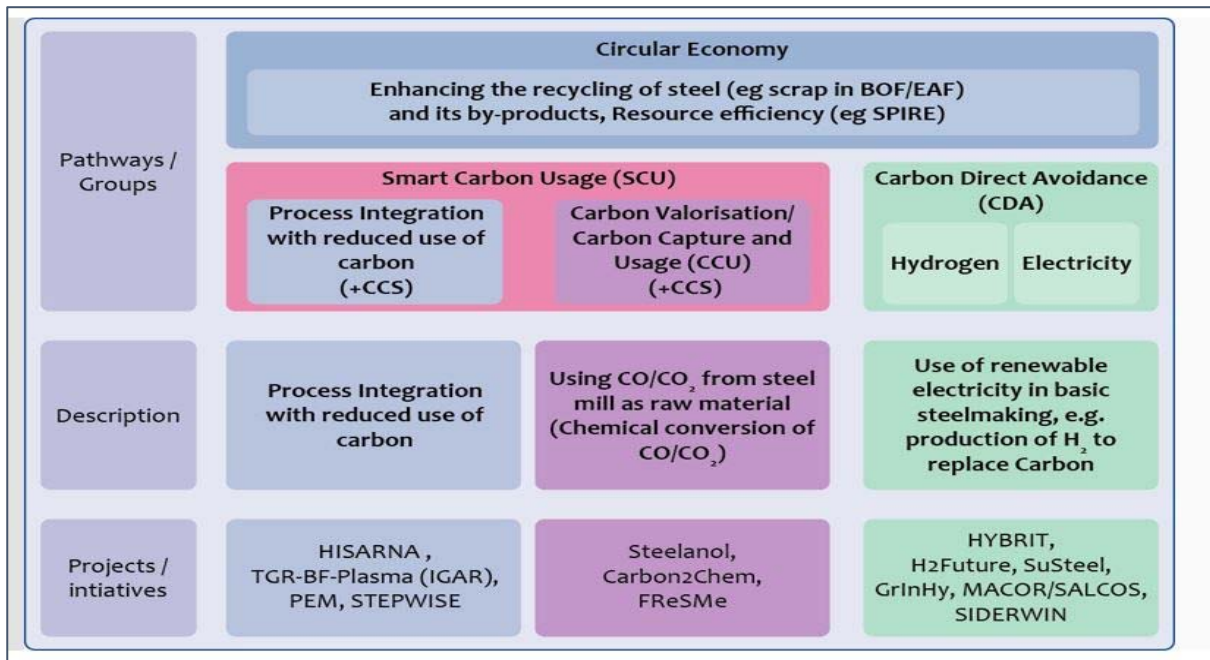 Circular Economy
Enhancing the recycling of steel (eg scrap in BOF/EAF)
and its by-products, Resource efficiency (eg SPIRE)
Pathways /
Groups
Smart Carbon Usage (SCU)
Process Integration
with reduced use of
carbon
(+CCS)
Carbon Valorisation/
Carbon Capture and
Usage (CCU)
(+CCS)
Carbon Direct Avoidance
(CDA)
Hydrogen
Electricity
Description
Process Integration
with reduced use of
carbon
Using CO/CO₂ from steel
mill as raw material
(Chemical conversion of
CO/CO₂)
Use of renewable
electricity in basic
steelmaking, e.g.
production of H₂ to
replace Carbon
Projects /
intiatives
HISARNA ,
TGR-BF-Plasma (IGAR),
PEM, STEPWISE
Steelanol,
Carbon2Chem,
FReSMe
HYBRIT,
H2Future, SuSteel,
GrInHy, MACOR/SALCOS,
SIDERWIN